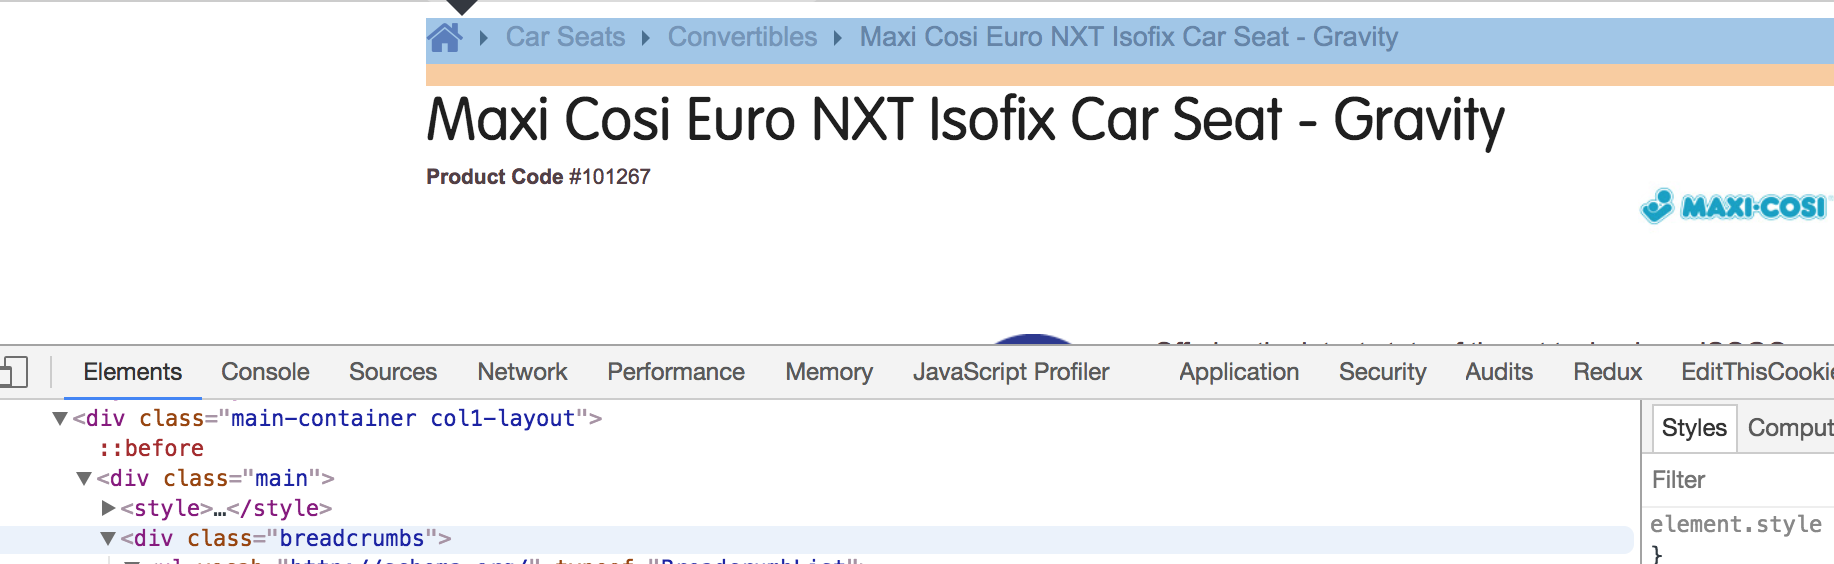 Car Seats Convertibles Maxi Cosi Euro NXT Isofix Car Seat - Gravity
Maxi Cosi Euro NXT Isofix Car Seat - Gravity
Product Code #101267
MAXI-COSI
Elements Console Sources Network Performance Memory JavaScript Profiler Application Security Audits Redux EditThisCookie
<div class="main-container col1-layout">
::before
<div class="main">
<style>…</style>
<div class="breadcrumbs">
Styles Comput
Filter
element.style
}